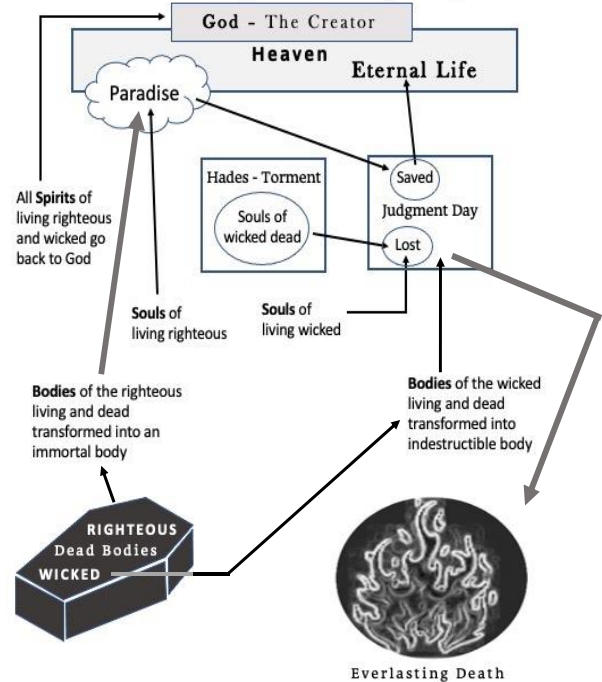 God - The Creator
Heaven
Eternal Life
Paradise
Hades - Torment
Souls of
wicked dead
Saved
Judgment Day
Lost
All Spirits of
living righteous
and wicked go
back to God
Souls of
living righteous
Souls of
living wicked
Bodies of the righteous
living and dead
transformed into an
immortal body
Bodies of the wicked
living and dead
transformed into
indestructible body
RIGHTEOUS
Dead Bodies
WICKED
Everlasting Death